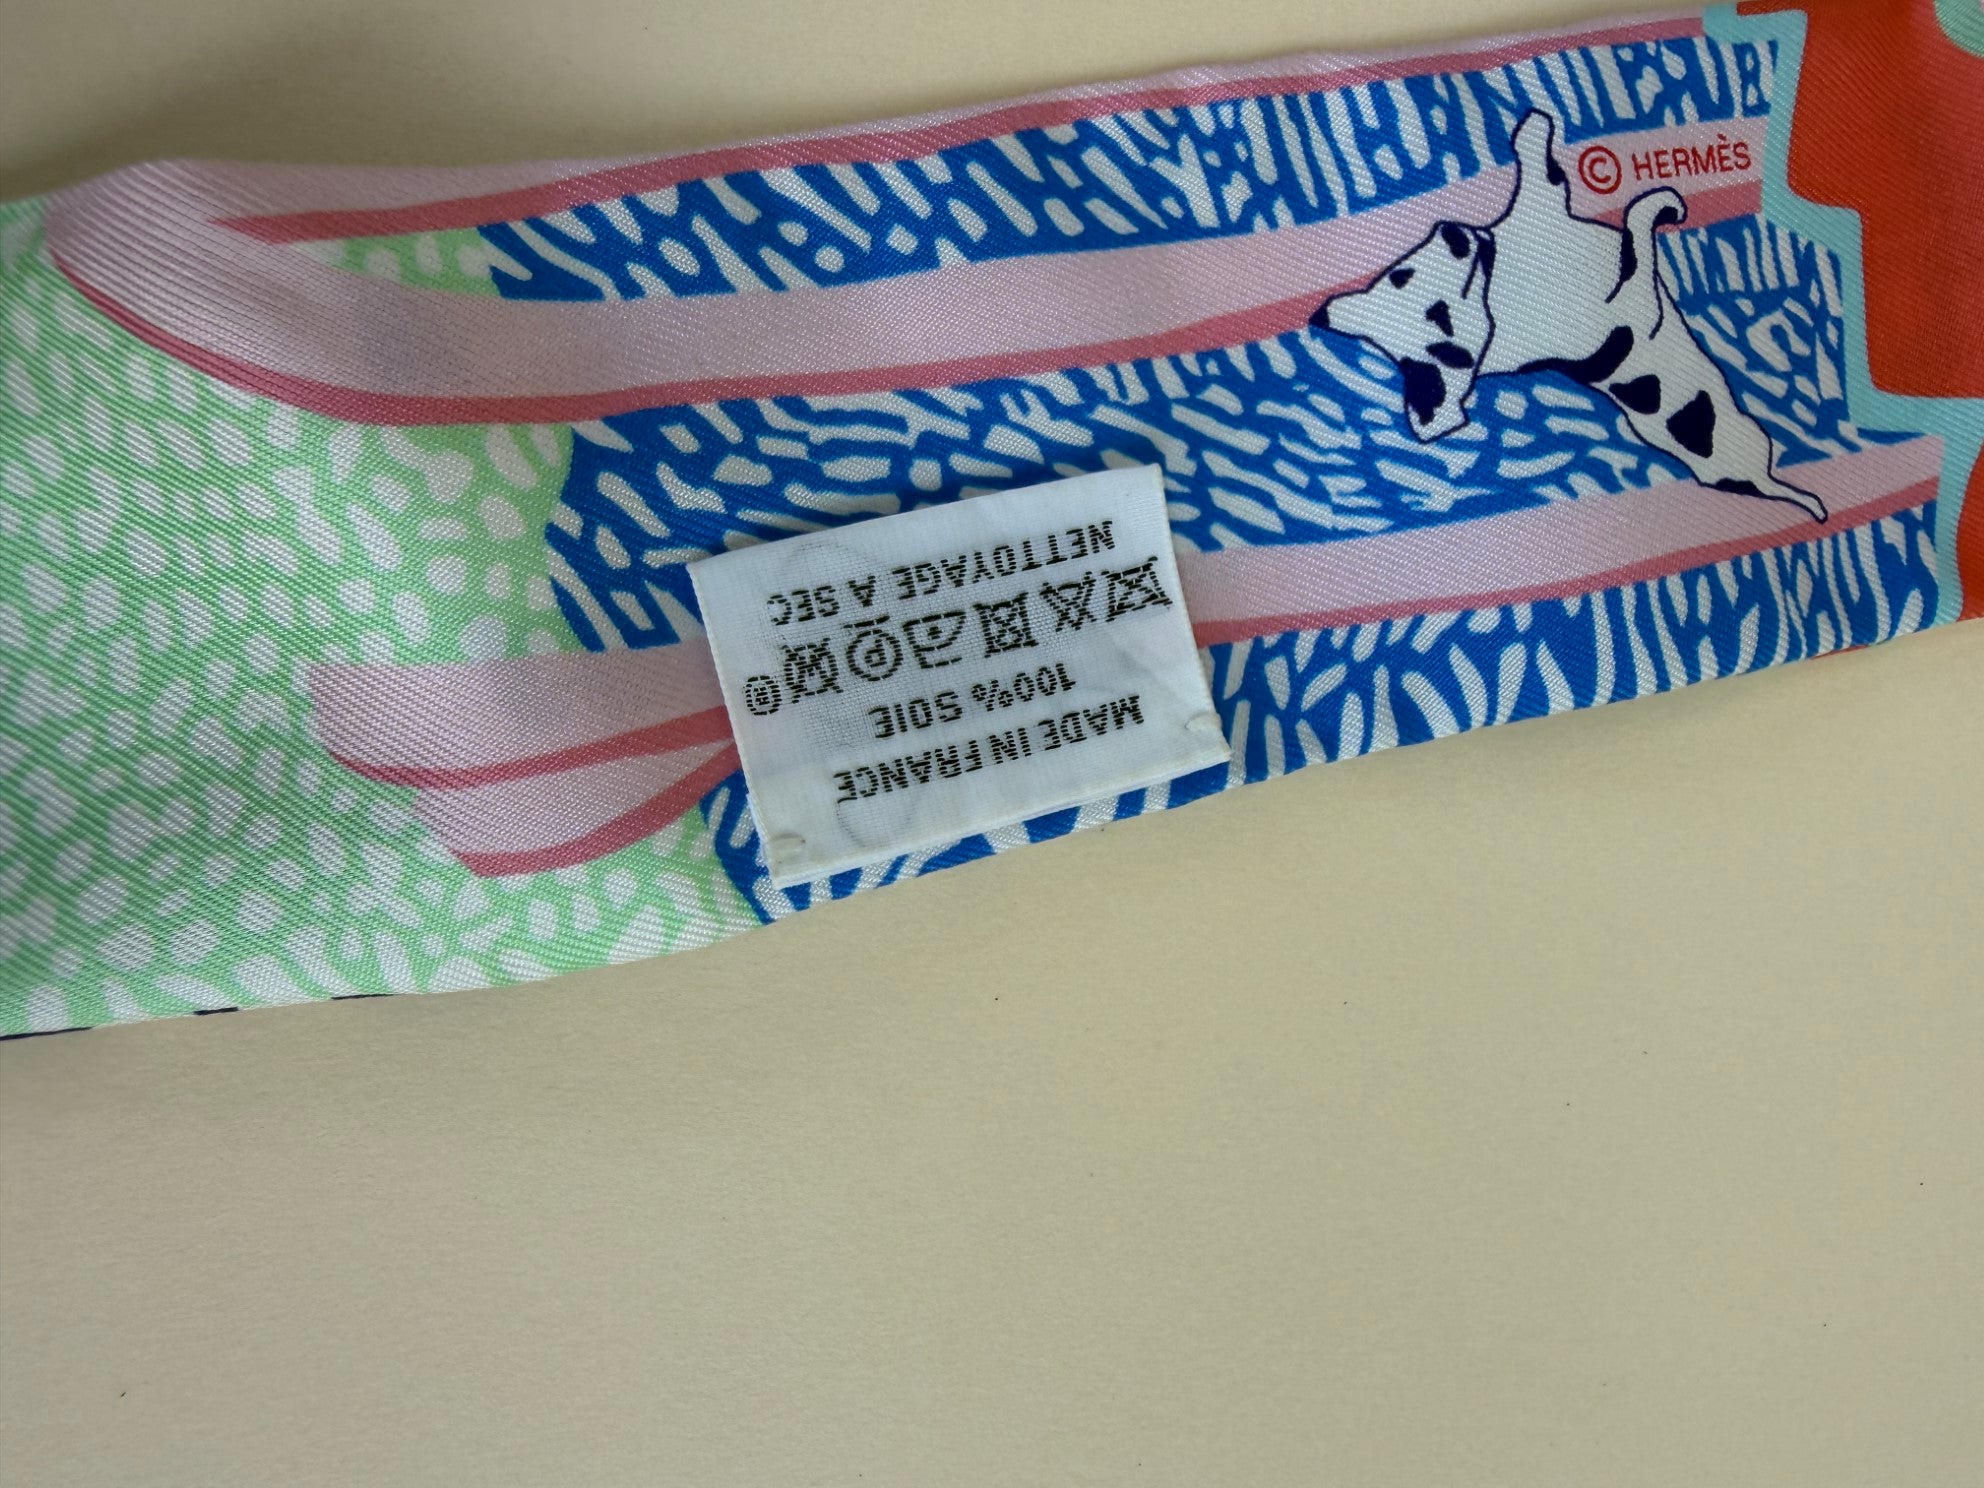 © HERMÈS
MADE IN FRANCE
100% SOIE
P W ®
NETTOYAGE A SEC